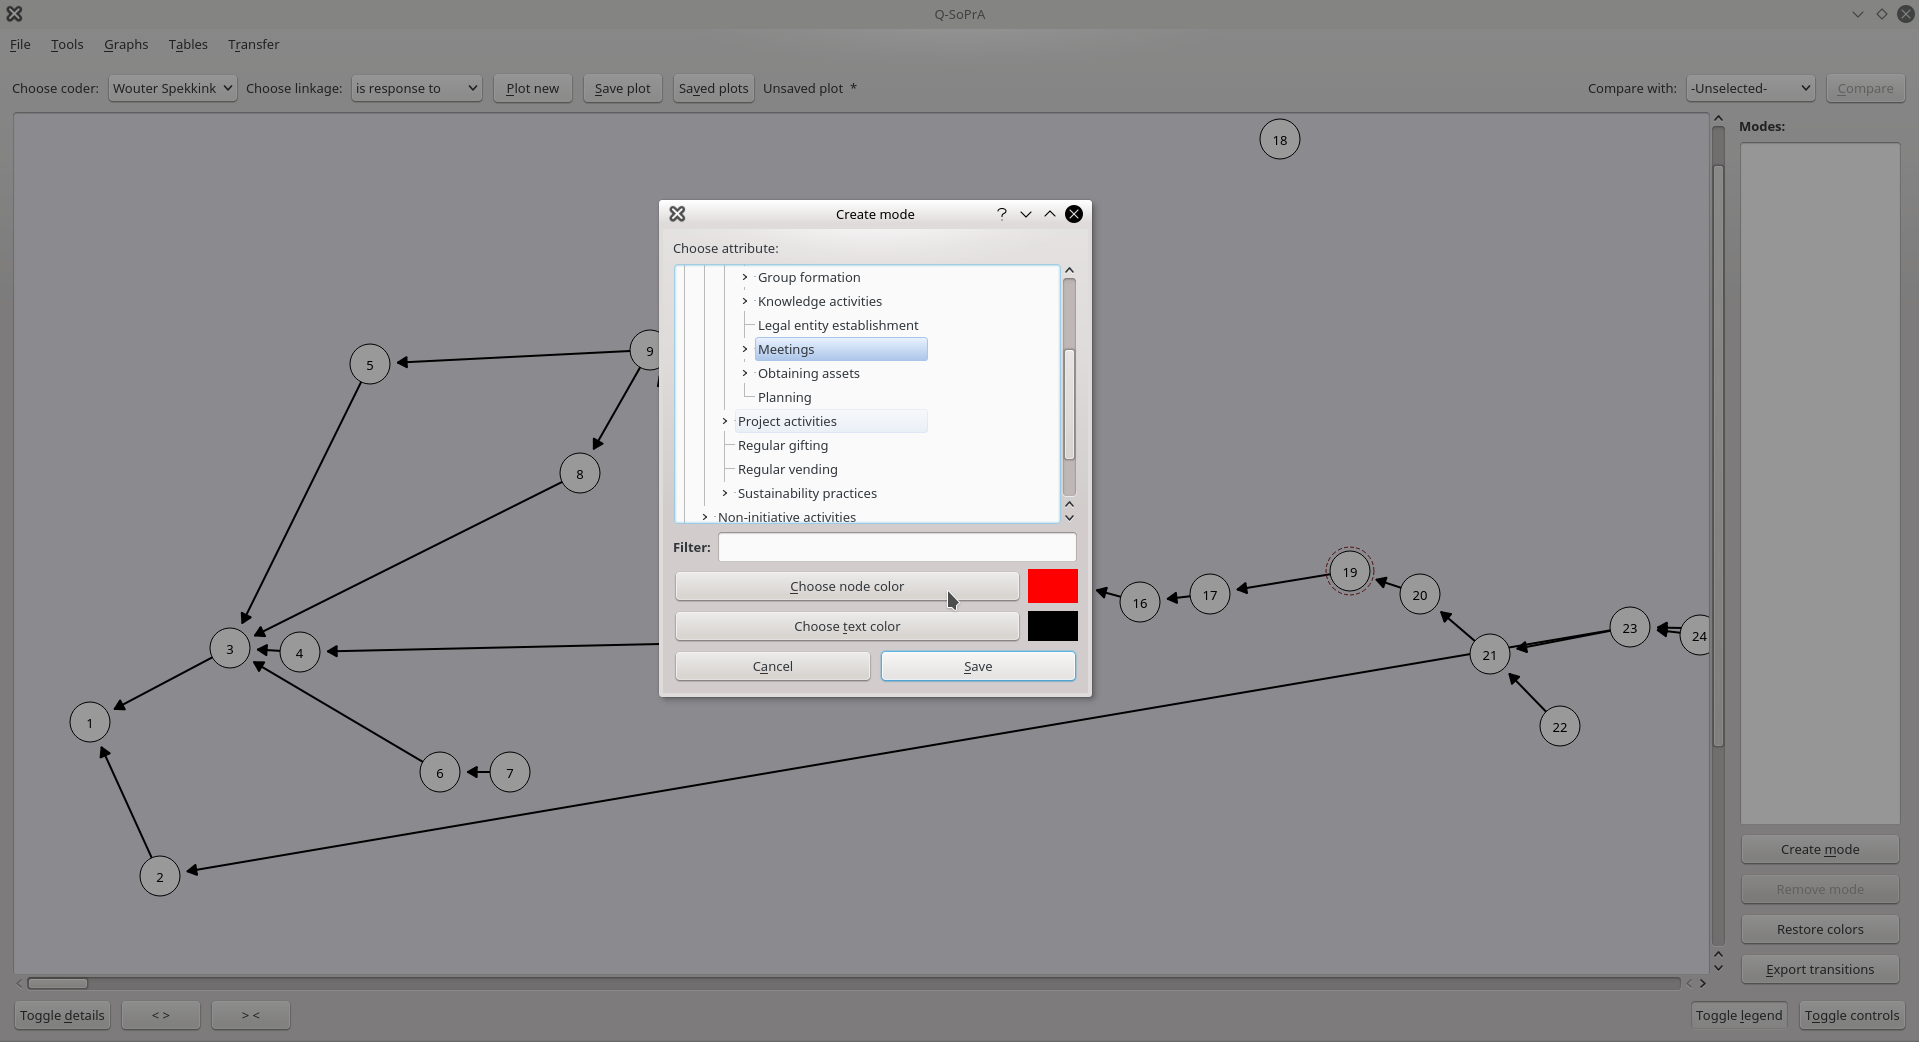 Q-SoPrA
File Tools Graphs Tables Transfer
Choose coder: Wouter Spekkink Choose linkage: is response to Plot new Save plot Saved plots Unsaved plot * Compare with: -Unselected- Compare
Modes:
18
Create mode
?
Choose attribute:
Group formation
Knowledge activities
Legal entity establishment
Meetings
Obtaining assets
Planning
Project activities
Regular gifting
Regular vending
Sustainability practices
Non-initiative activities
Filter:
Choose node color
Choose text color
Cancel Save
9
5
8
19
16 17 20
23
24
3 4 21
1 22
6 7
2
Create mode
Remove mode
Restore colors
Export transitions
Toggle details < > > < Toggle legend Toggle controls